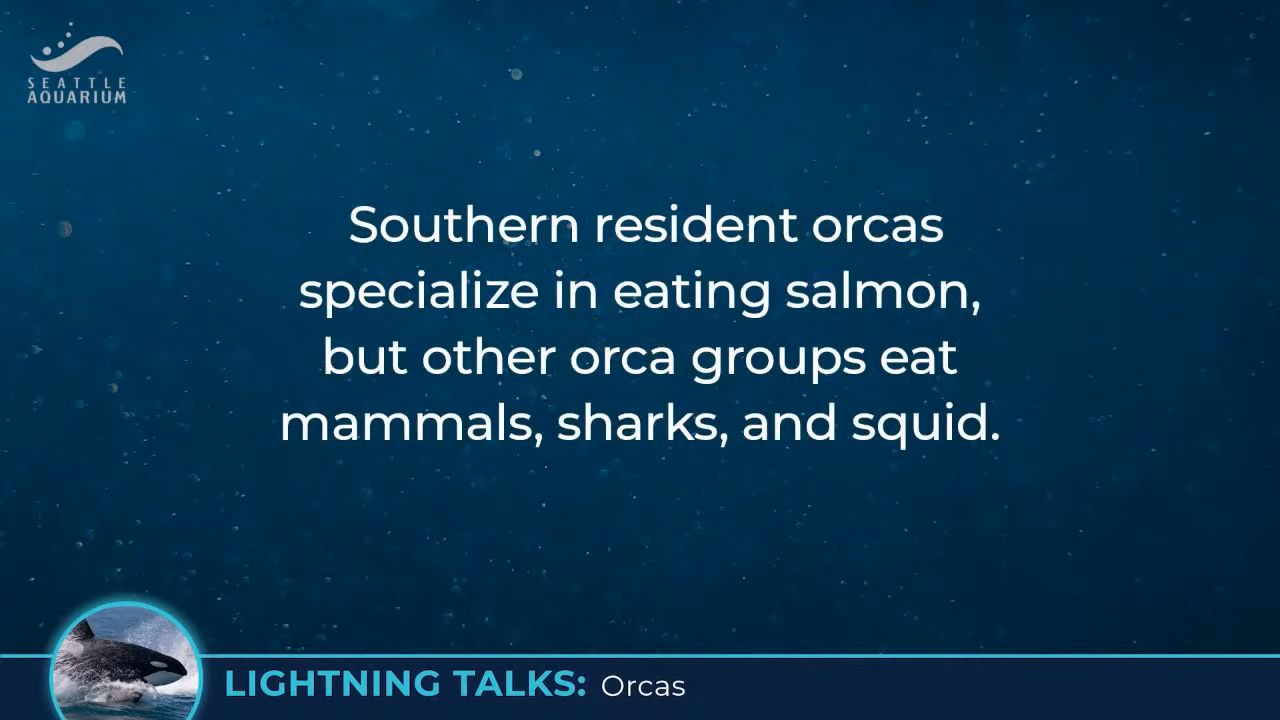 SEATTLE
AQUARIUM
Southern resident orcas
specialize in eating salmon,
but other orca groups eat
mammals, sharks, and squid.
LIGHTNING TALKS: Orcas